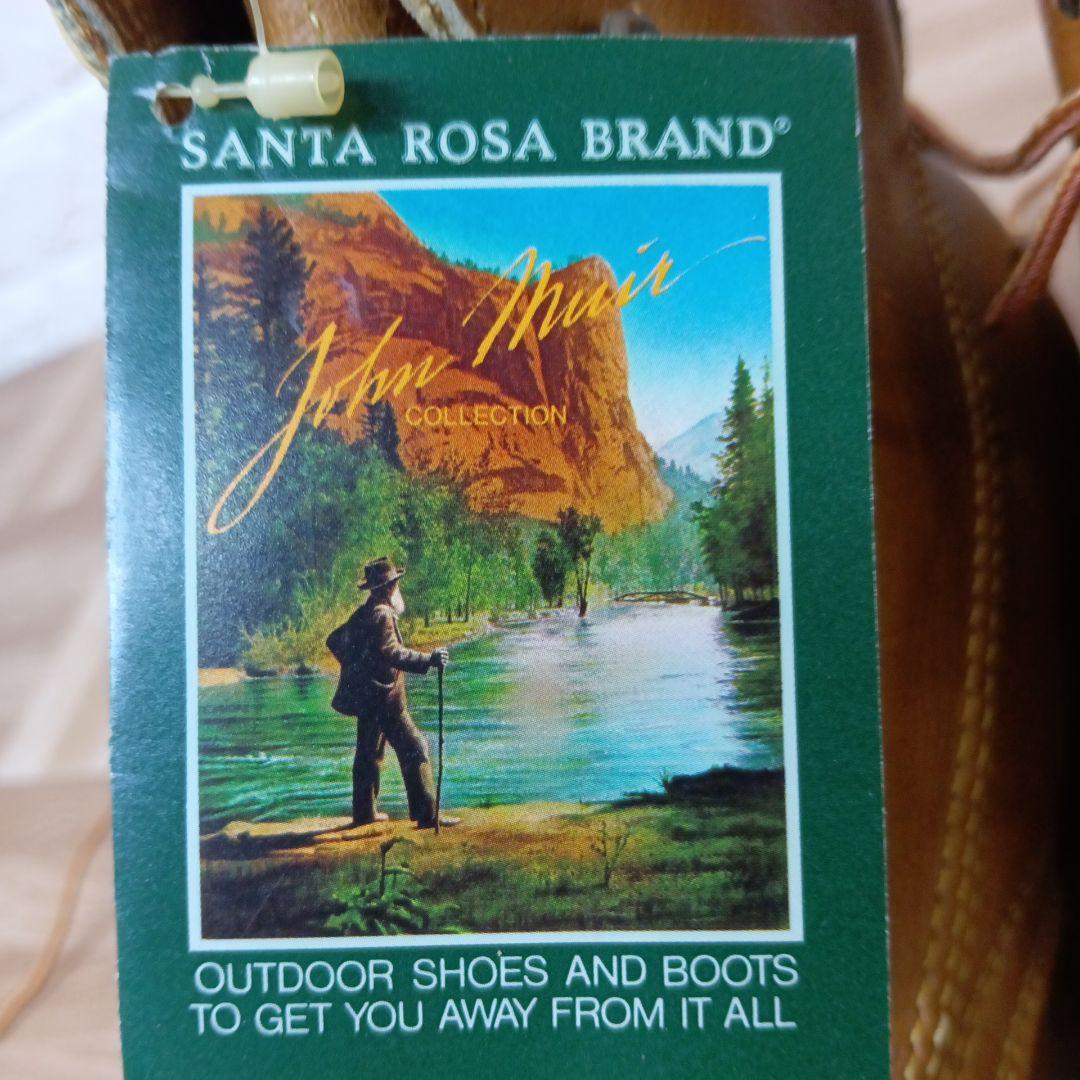 SANTA ROSA BRAND®
John Muir
COLLECTION
OUTDOOR SHOES AND BOOTS
TO GET YOU AWAY FROM IT ALL